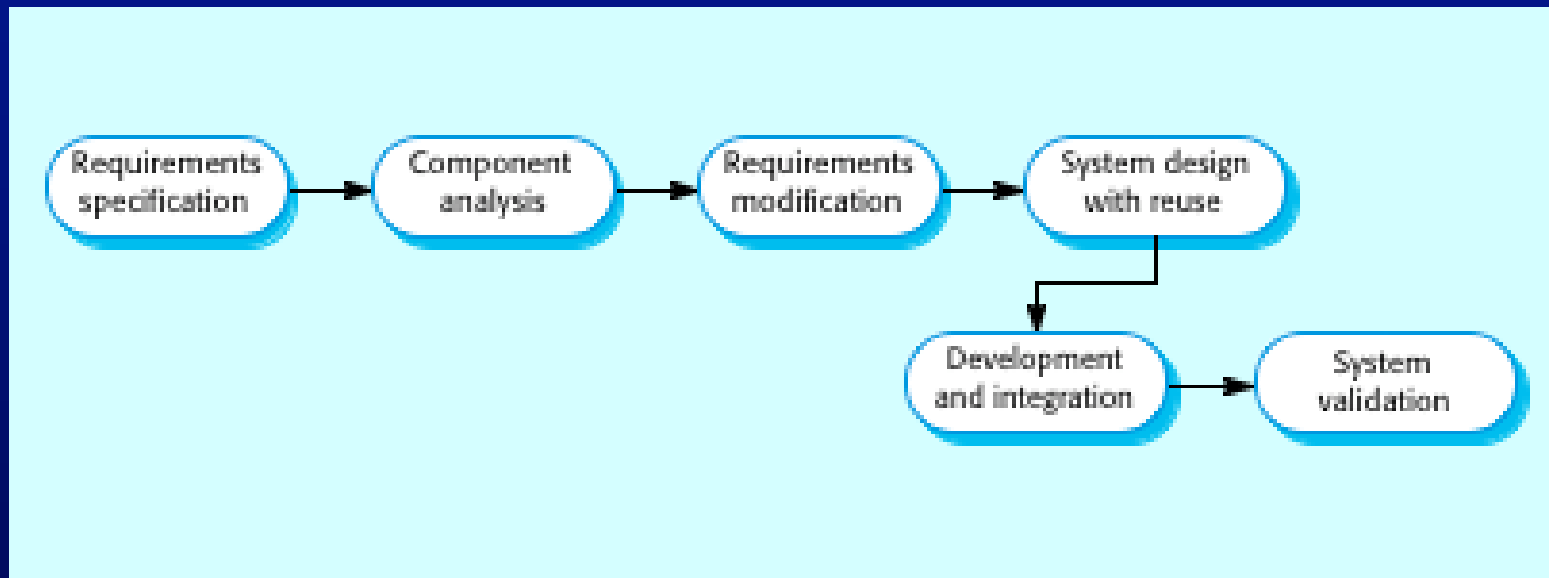 Requirements
specification
Component
analysis
Requirements
modification
System design
with reuse
Development
and integration
System
validation